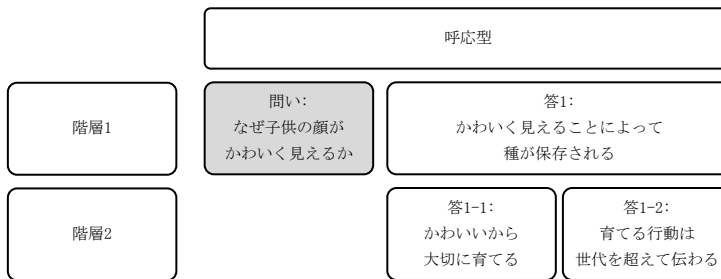 呼応型
階層1
問い:
なぜ子供の顔が
かわいく見えるか
答1:
かわいく見えることによって
種が保存される
階層2
答1-1:
かわいいから
大切に育てる
答1-2:
育てる行動は
世代を超えて伝わる